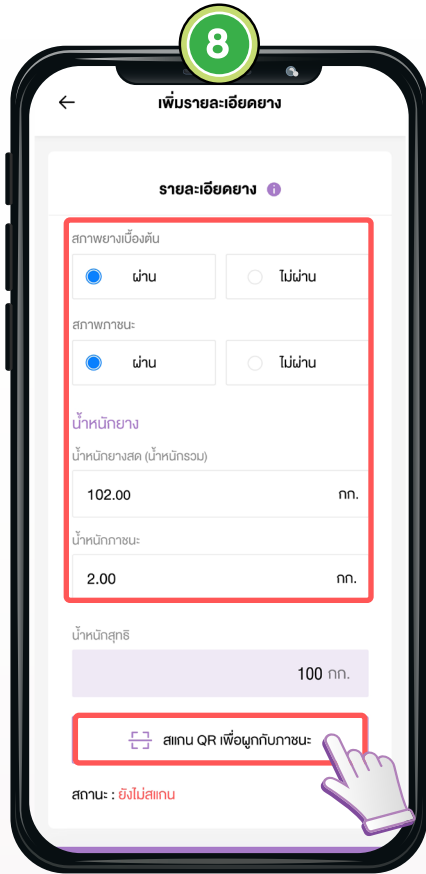 8
เพิ่มรายละเอียดยาง
รายละเอียดยาง i
สภาพยางเบื้องต้น
ผ่าน ไม่ผ่าน
สภาพภาชนะ
ผ่าน ไม่ผ่าน
น้ำหนักยาง
น้ำหนักยางสด (น้ำหนักรวม)
102.00 กก.
น้ำหนักภาชนะ
2.00 กก.
น้ำหนักสุทธิ
100 กก.
สแกน QR เพื่อผูกกับภาชนะ
สถานะ : ยังไม่สแกน